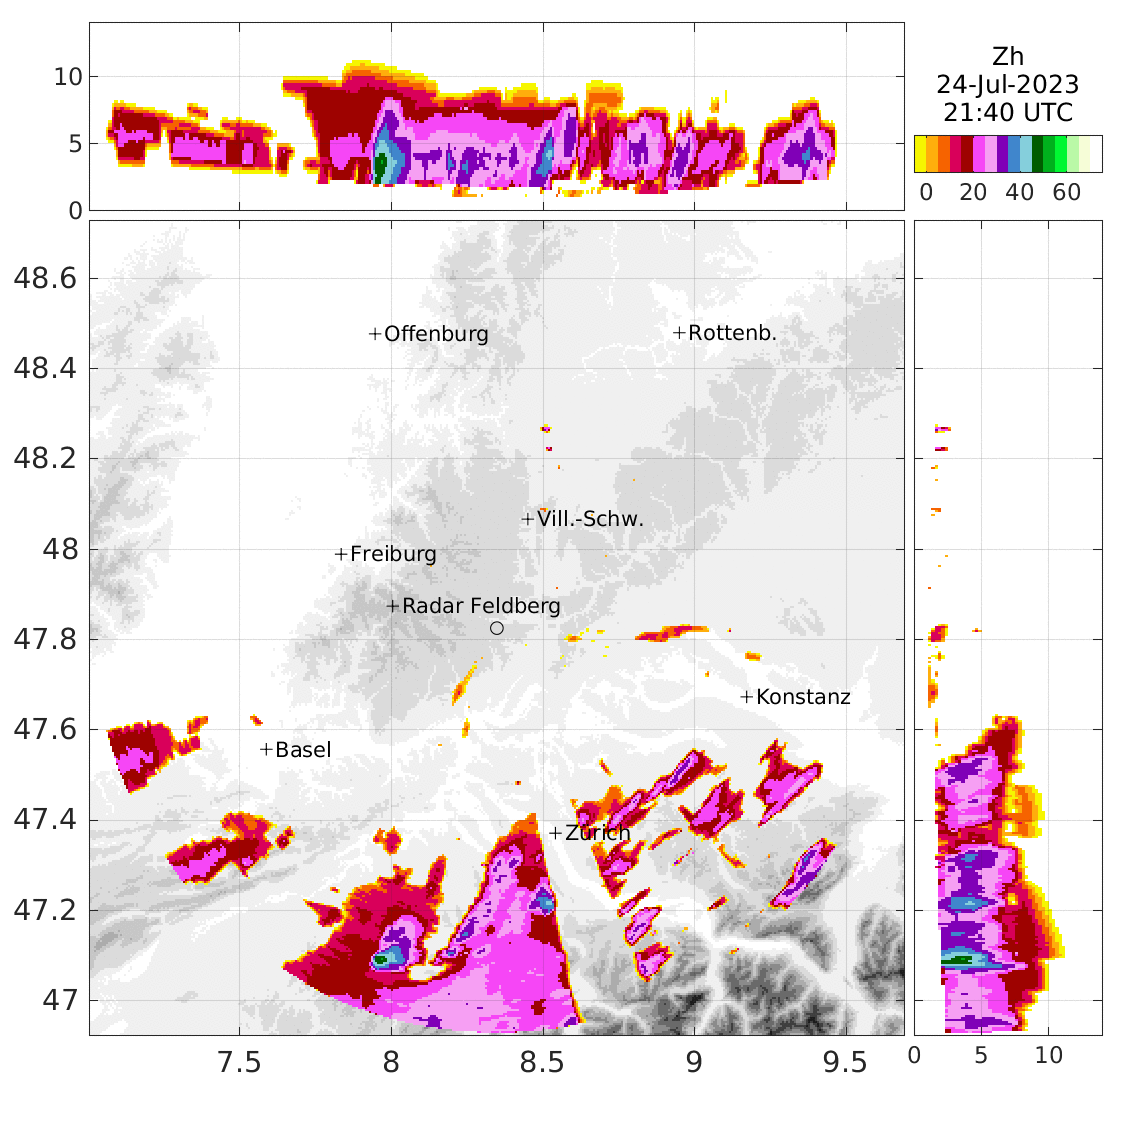 10
5
0
Zh
24-Jul-2023
21:40 UTC
0 20 40 60
48.6
48.4
48.2
48
47.8
47.6
47.4
47.2
47
+Offenburg
+Rottenb.
+Vill.-Schw.
+Freiburg
+Radar Feldberg
+Konstanz
+Basel
+Zürich
7.5 8 8.5 9 9.5
0 5 10